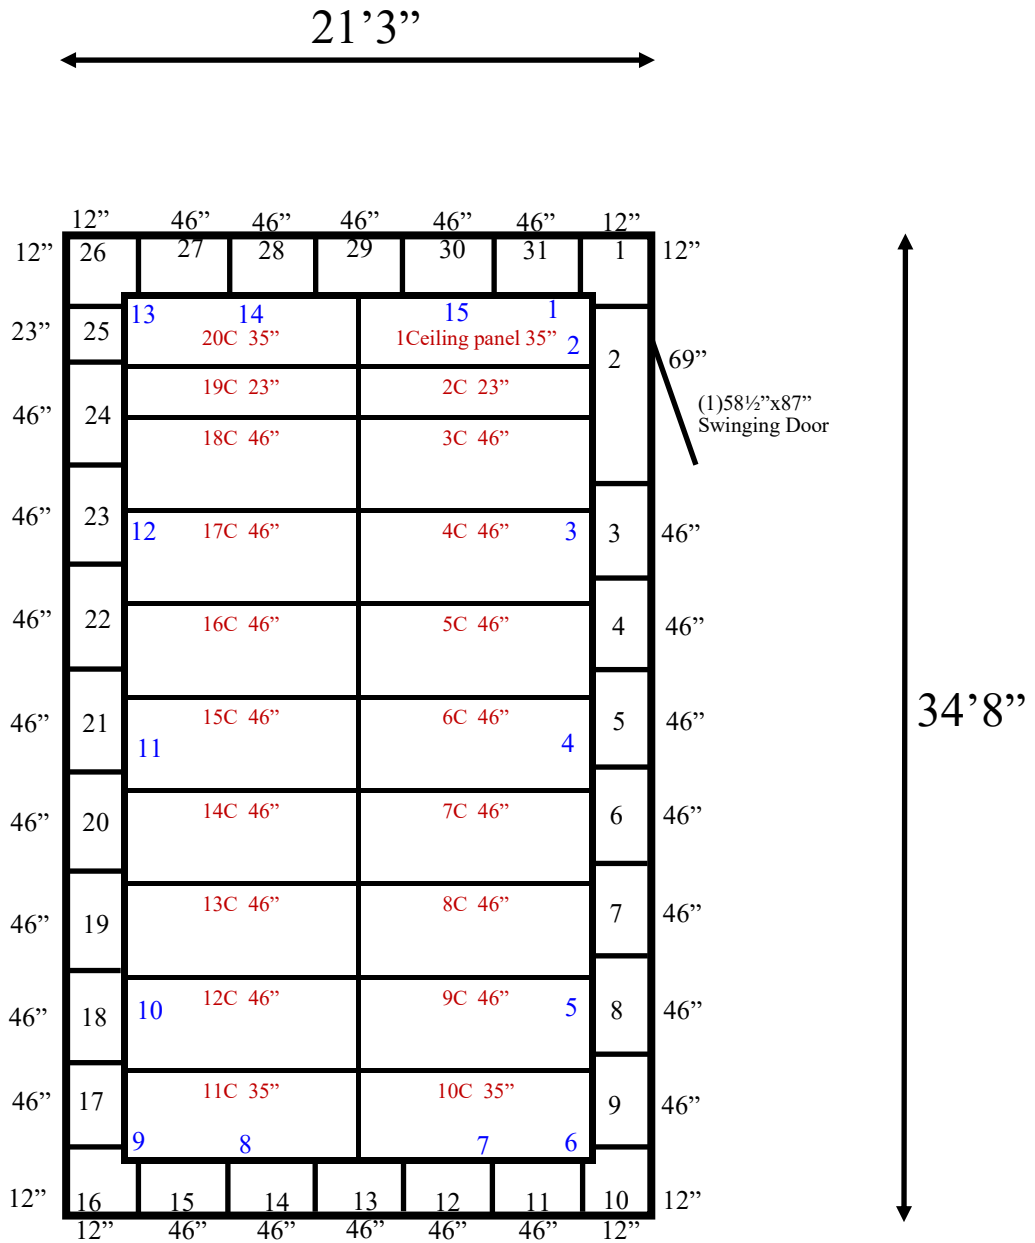 21’3”
12” 46” 46” 46” 46” 46” 12”
12” 26 27 28 29 30 31 1 12”
13 14 15 1
23” 25 20C 35” 1Ceiling panel 35” 2
2 69”
19C 23” 2C 23”
(1)58½”x87”
Swinging Door
46” 24 18C 46” 3C 46”
46” 23 12 17C 46” 4C 46” 3 3 46”
46” 22 16C 46” 5C 46” 4 46”
34’8”
46” 21 15C 46” 6C 46” 5 46”
11 4
46” 20 14C 46” 7C 46” 6 46”
46” 19 13C 46” 8C 46” 7 46”
46” 18 10 12C 46” 9C 46” 5 8 46”
46” 17 11C 35” 10C 35” 9 46”
9 8 7 6
12” 16 15 14 13 12 11 10 12”
12” 46” 46” 46” 46” 46” 12”